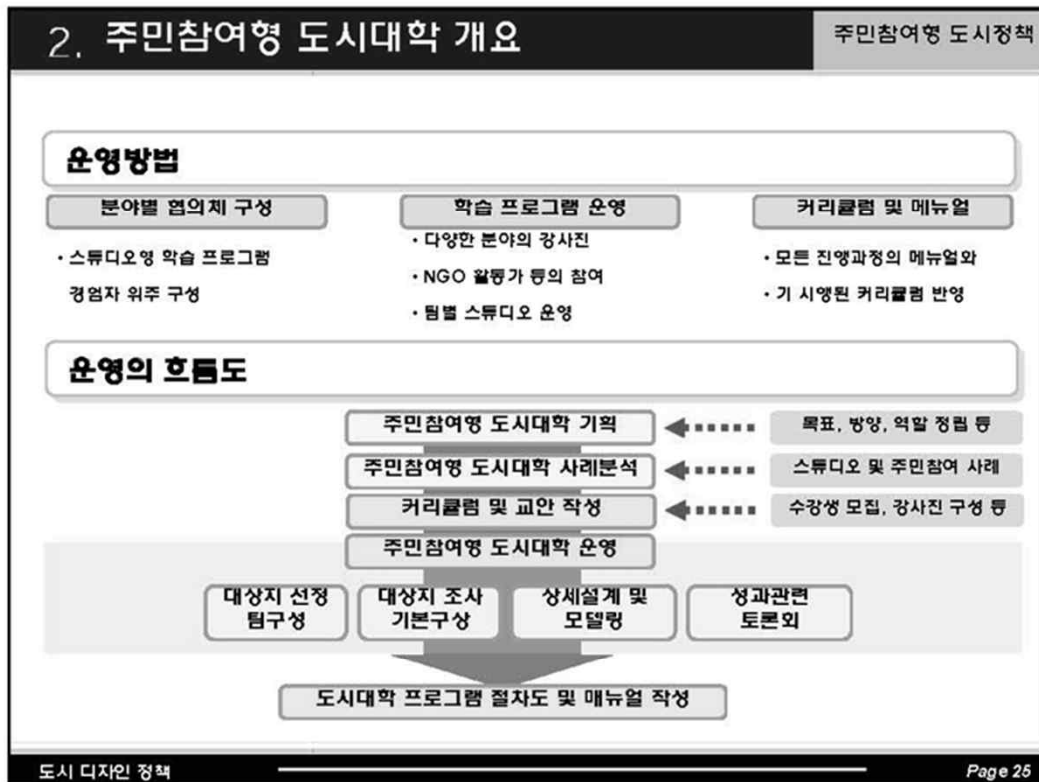 2. 주민참여형 도시대학 개요
주민참여형 도시정책
운영방법
분야별 협의체 구성
· 스튜디오영 학습 프로그램
경엄자 위주 구성
학습 프로그램 운영
· 다양한 분야의 강사진
· NGO 활동가 등의 참여
· 팀별 스튜디오 운영
커리큘럼 및 메뉴얼
· 모든 진앵과정의 메뉴얼와
· 기 시앵된 커리큘럼 반영
운영의 흐름도
주민참여형 도시대학 기획
목표, 방양, 역할 정립 등
주민참여형 도시대학 사례분석
스튜디오 및 주민참여 사례
커리큘럼 및 교안 작성
수강생 모집, 강사진 구성 등
주민참여형 도시대학 운영
대상지 선정
팀구성
대상지 조사
기본구상
상세설계 및
모델링
성과관련
토론회
도시대학 프로그램 절차도 및 매뉴얼 작성
도시 디자인 정책
Page 25